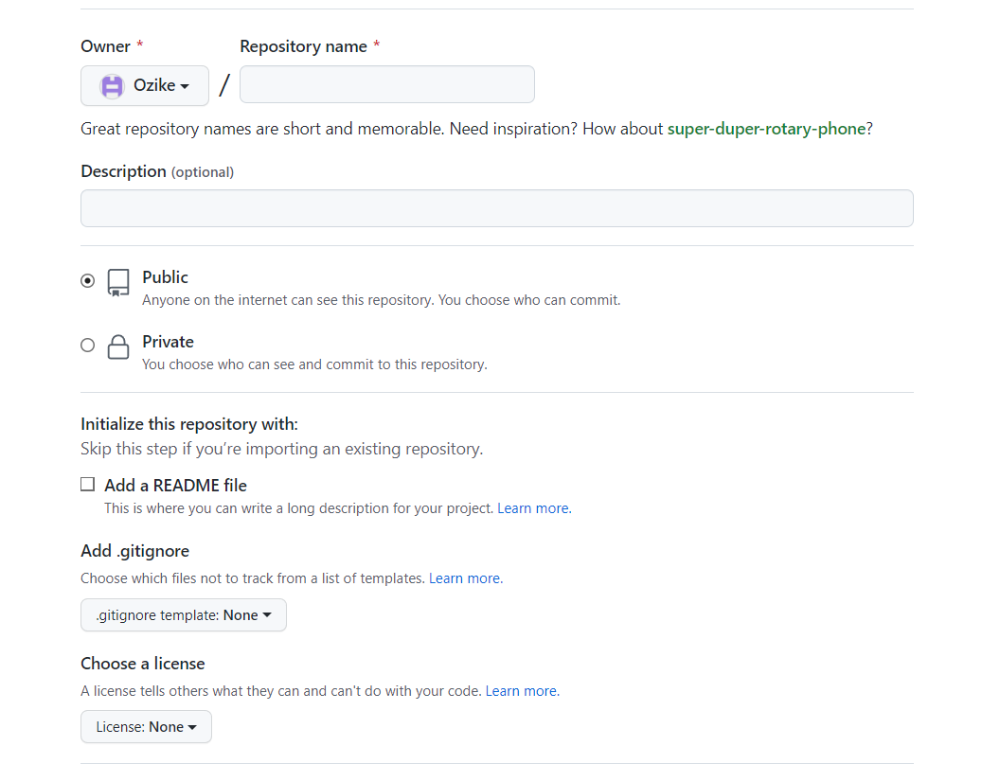 Owner * Repository name *
Ozike / 
Great repository names are short and memorable. Need inspiration? How about super-duper-rotary-phone?
Description (optional)
Public
Anyone on the internet can see this repository. You choose who can commit.
Private
You choose who can see and commit to this repository.
Initialize this repository with:
Skip this step if you’re importing an existing repository.
Add a README file
This is where you can write a long description for your project. Learn more.
Add .gitignore
Choose which files not to track from a list of templates. Learn more.
.gitignore template: None
Choose a license
A license tells others what they can and can't do with your code. Learn more.
License: None